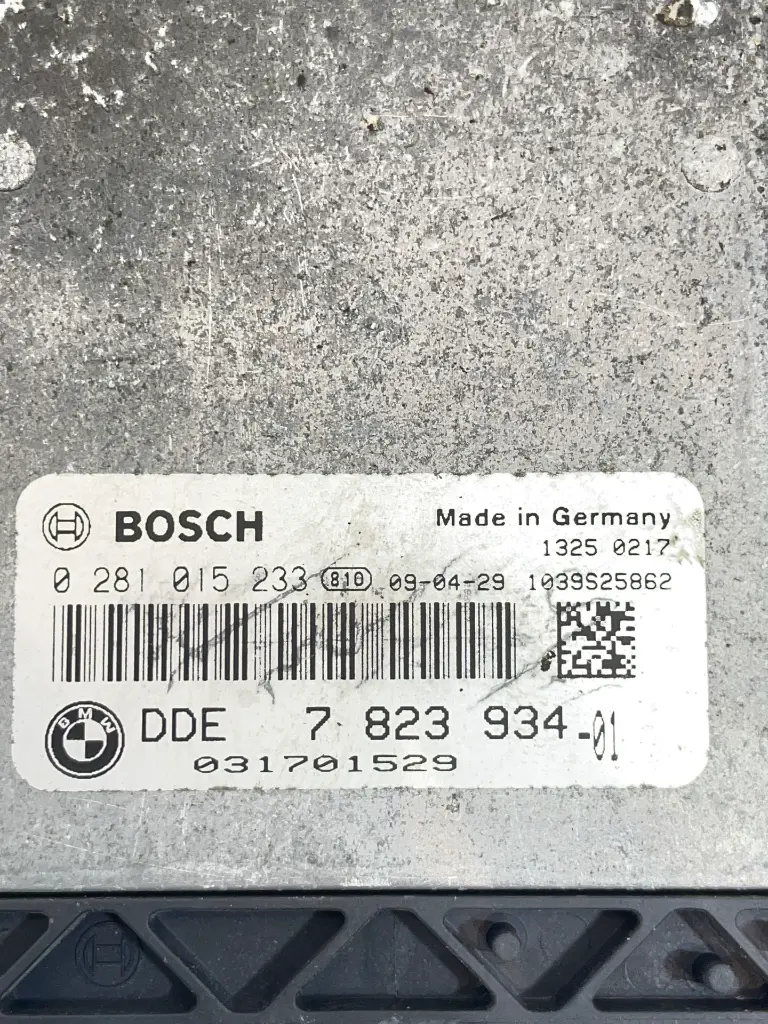 BOSCH
Made in Germany
1325 0217
0 281 015 233 810 09-04-29 1039S25862
BMW
DDE 7 823 934-01
031701529